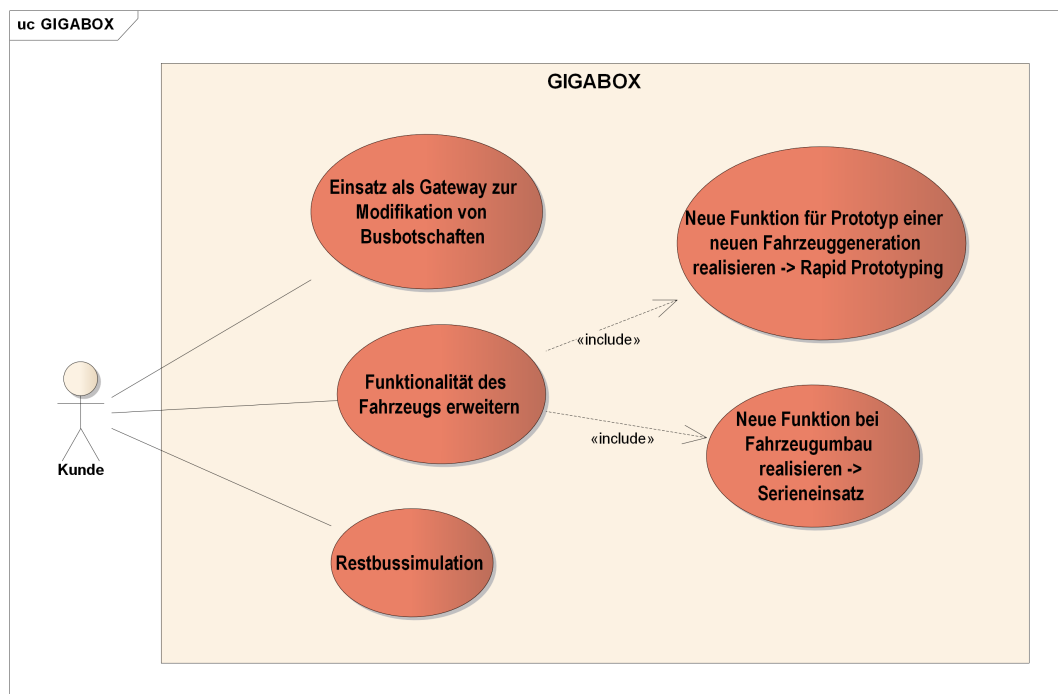 uc GIGABOX
GIGABOX
Einsatz als Gateway zur
Modifikation von
Busbotschaften
Neue Funktion für Prototyp einer
neuen Fahrzeuggeneration
realisieren -> Rapid Prototyping
«include»
Funktionalität des
Fahrzeugs erweitern
«include»
Neue Funktion bei
Fahrzeugumbau
realisieren ->
Serieneinsatz
Kunde
Restbussimulation